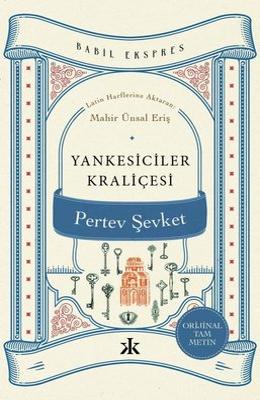 BABİL EKSPRES
Latin Harflerine Aktaran:
Mahir Ünsal Eriş
YANKESİCİLER
KRALİÇESİ
Pertev Şevket
ORİJİNAL
TAM
METİN